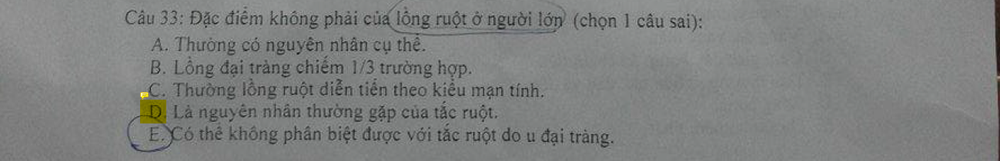 Câu 33: Đặc điểm không phải của lồng ruột ở người lớn (chọn 1 câu sai):
A. Thường có nguyên nhân cụ thể.
B. Lồng đại tràng chiếm 1/3 trường hợp.
C. Thường lồng ruột diễn tiến theo kiểu mạn tính.
D. Là nguyên nhân thường gặp của tắc ruột.
E. Có thể không phân biệt được với tắc ruột do u đại tràng.